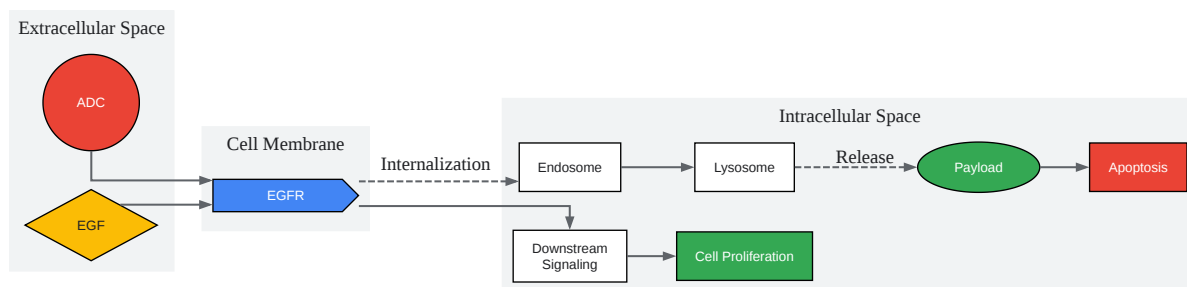 Extracellular Space
ADC
EGF
Cell Membrane
EGFR
Internalization
Intracellular Space
Endosome
Lysosome
Release
Payload
Apoptosis
Downstream
Signaling
Cell Proliferation